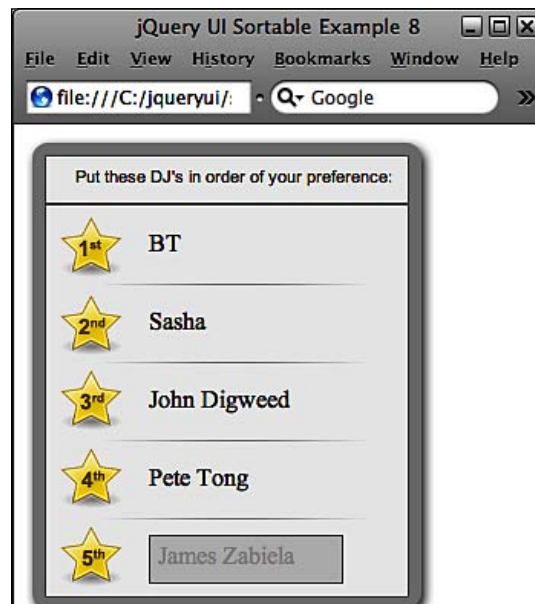 jQuery UI Sortable Example 8
File Edit View History Bookmarks Window Help
file:///C:/jqueryui/ Google
Put these DJ's in order of your preference:
1st BT
2nd Sasha
3rd John Digweed
4th Pete Tong
5th James Zabiela